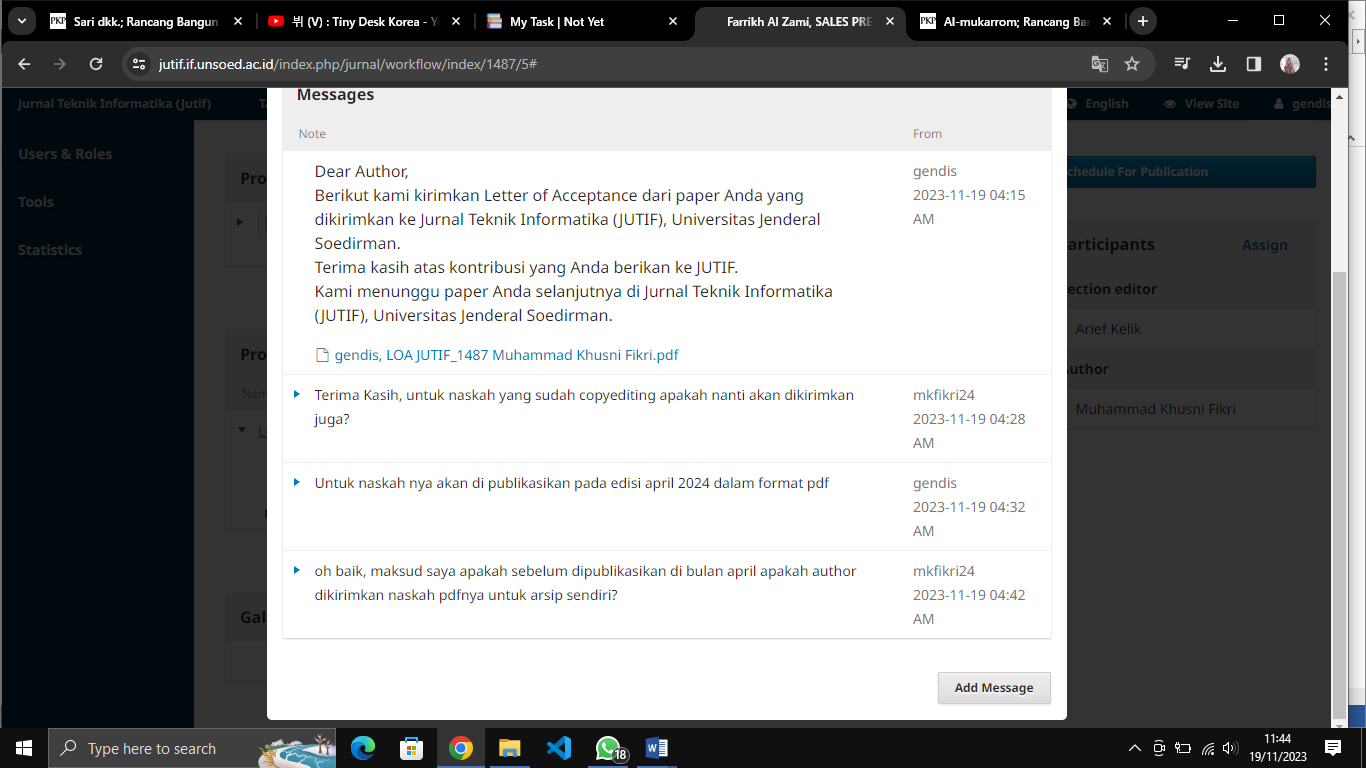 Sari dkk.; Rancang Bangun
뷔 (V) : Tiny Desk Korea - Yo
My Task | Not Yet
Farrikh Al Zami, SALES PRE
Al-mukarrom; Rancang Ba
jutif.if.unsoed.ac.id/index.php/jurnal/workflow/index/1487/5#
Jurnal Teknik Informatika (Jutif)
English
View Site
gendis
Users & Roles
Tools
Statistics
Messages
Note
From
Dear Author,
Berikut kami kirimkan Letter of Acceptance dari paper Anda yang
dikirimkan ke Jurnal Teknik Informatika (JUTIF), Universitas Jenderal
Soedirman.
Terima kasih atas kontribusi yang Anda berikan ke JUTIF.
Kami menunggu paper Anda selanjutnya di Jurnal Teknik Informatika
(JUTIF), Universitas Jenderal Soedirman.
gendis, LOA JUTIF_1487 Muhammad Khusni Fikri.pdf
gendis
2023-11-19 04:15
AM
Terima Kasih, untuk naskah yang sudah copyediting apakah nanti akan dikirimkan
juga?
mkfikri24
2023-11-19 04:28
AM
Untuk naskah nya akan di publikasikan pada edisi april 2024 dalam format pdf
gendis
2023-11-19 04:32
AM
oh baik, maksud saya apakah sebelum dipublikasikan di bulan april apakah author
dikirimkan naskah pdfnya untuk arsip sendiri?
mkfikri24
2023-11-19 04:42
AM
Add Message
chedule For Publication
articipants
Assign
ection editor
Arief Kelik
uthor
Muhammad Khusni Fikri
Pro
Pro
Nam
Gal
Type here to search
18
11:44
19/11/2023